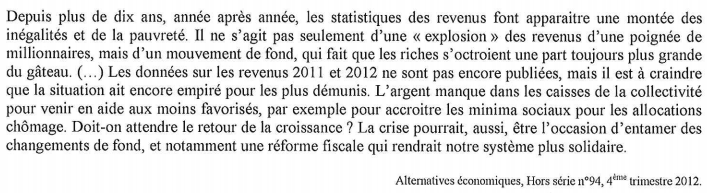 Depuis plus de dix ans, année après année, les statistiques des revenus font apparaitre une montée des
inégalités et de la pauvreté. Il ne s'agit pas seulement d'une « explosion » des revenus d'une poignée de
millionnaires, mais d'un mouvement de fond, qui fait que les riches s'octroient une part toujours plus grande
du gâteau. (…) Les données sur les revenus 2011 et 2012 ne sont pas encore publiées, mais il est à craindre
que la situation ait encore empiré pour les plus démunis. L'argent manque dans les caisses de la collectivité
pour venir en aide aux moins favorisés, par exemple pour accroitre les minima sociaux pour les allocations
chômage. Doit-on attendre le retour de la croissance ? La crise pourrait, aussi, être l'occasion d'entamer des
changements de fond, et notamment une réforme fiscale qui rendrait notre système plus solidaire.
Alternatives économiques, Hors série n°94, 4ème trimestre 2012.